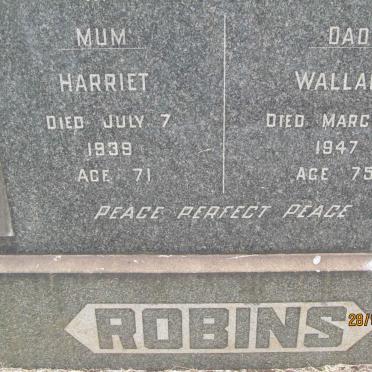 MUM
HARRIET
DIED JULY 7
1939
AGE 71
DAD
DIED
1947
AGE 75
PEACE PERFECT PEACE
ROBINS